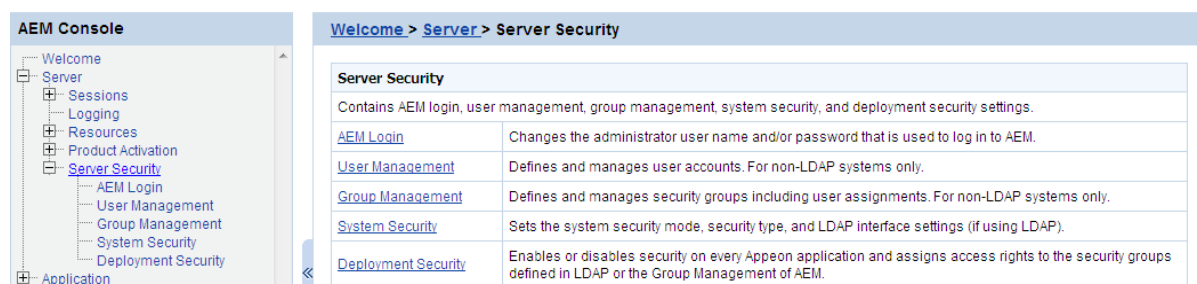 AEM Console
Welcome
Server
Sessions
Logging
Resources
Product Activation
Server Security
AEM Login
User Management
Group Management
System Security
Deployment Security
Application
«
Welcome > Server > Server Security
Server Security
Contains AEM login, user management, group management, system security, and deployment security settings.
AEM Login Changes the administrator user name and/or password that is used to log in to AEM.
User Management Defines and manages user accounts. For non-LDAP systems only.
Group Management Defines and manages security groups including user assignments. For non-LDAP systems only.
System Security Sets the system security mode, security type, and LDAP interface settings (if using LDAP).
Deployment Security Enables or disables security on every Appeon application and assigns access rights to the security groups
defined in LDAP or the Group Management of AEM.